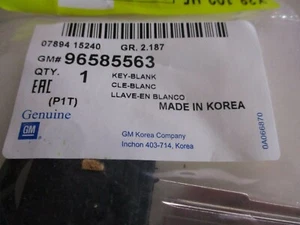 07894 15240 GR. 2.187
GM# 96585563
QTY. 1 KEY-BLANK
CLE-BLANC
LLAVE-EN BLANCO
EAC
(P1T) MADE IN KOREA
Genuine
GM
GM Korea Company
Inchon 403-714, Korea
0A066870